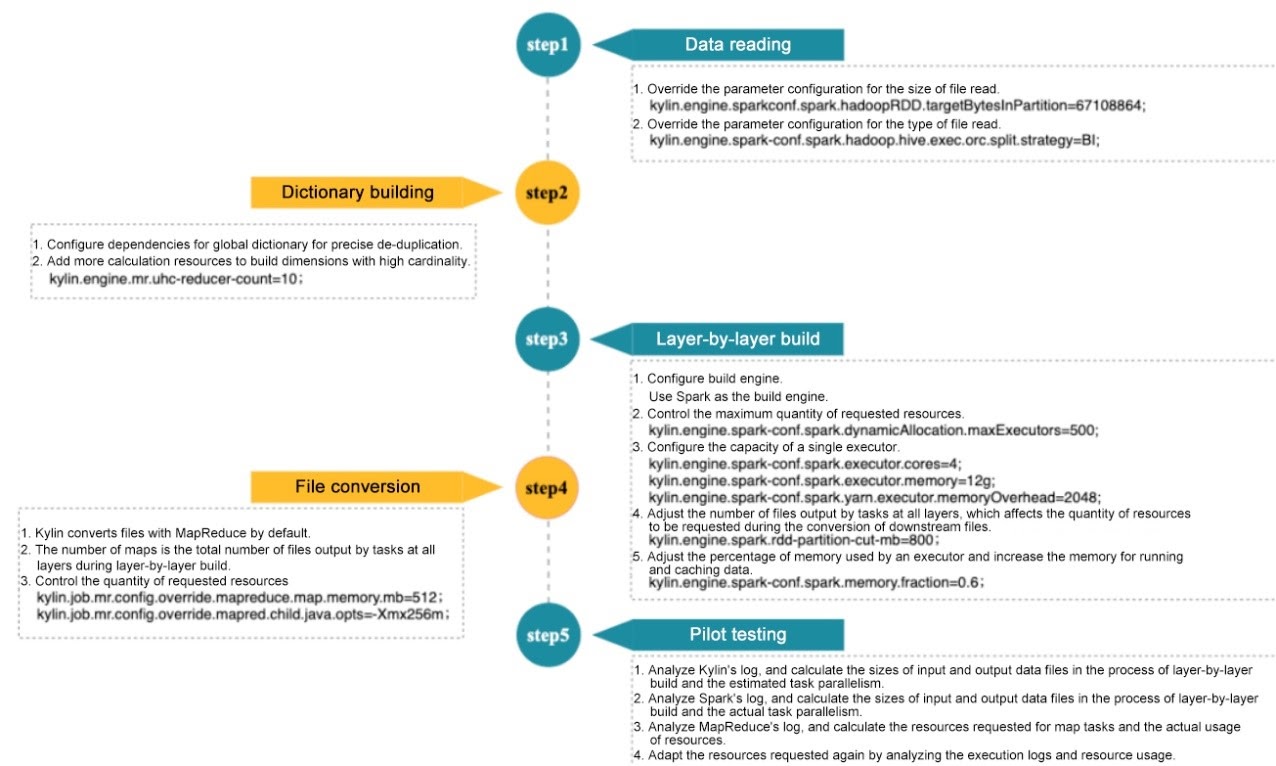 step1
Data reading
1. Override the parameter configuration for the size of file read.
kylin.engine.sparkconf.spark.hadoopRDD.targetBytesInPartition=67108864;
2. Override the parameter configuration for the type of file read.
kylin.engine.spark-conf.spark.hadoop.hive.exec.orc.split.strategy=BI;
Dictionary building
step2
1. Configure dependencies for global dictionary for precise de-duplication.
2. Add more calculation resources to build dimensions with high cardinality.
kylin.engine.mr.uhc-reducer-count=10;
step3
Layer-by-layer build
1. Configure build engine.
Use Spark as the build engine.
2. Control the maximum quantity of requested resources.
kylin.engine.spark-conf.spark.dynamicAllocation.maxExecutors=500;
3. Configure the capacity of a single executor.
kylin.engine.spark-conf.spark.executor.cores=4;
kylin.engine.spark-conf.spark.executor.memory=12g;
kylin.engine.spark-conf.spark.yarn.executor.memoryOverhead=2048;
4. Adjust the number of files output by tasks at all layers, which affects the quantity of resources
to be requested during the conversion of downstream files.
kylin.engine.spark.rdd-partition-cut-mb=800;
5. Adjust the percentage of memory used by an executor and increase the memory for running
and caching data.
kylin.engine.spark-conf.spark.memory.fraction=0.6;
File conversion
step4
1. Kylin converts files with MapReduce by default.
2. The number of maps is the total number of files output by tasks at all
layers during layer-by-layer build.
3. Control the quantity of requested resources
kylin.job.mr.config.override.mapreduce.map.memory.mb=512;
kylin.job.mr.config.override.mapred.child.java.opts=-Xmx256m;
step5
Pilot testing
1. Analyze Kylin's log, and calculate the sizes of input and output data files in the process of layer-by-layer
build and the estimated task parallelism.
2. Analyze Spark's log, and calculate the sizes of input and output data files in the process of layer-by-layer
build and the actual task parallelism.
3. Analyze MapReduce's log, and calculate the resources requested for map tasks and the actual usage
of resources.
4. Adapt the resources requested again by analyzing the execution logs and resource usage.